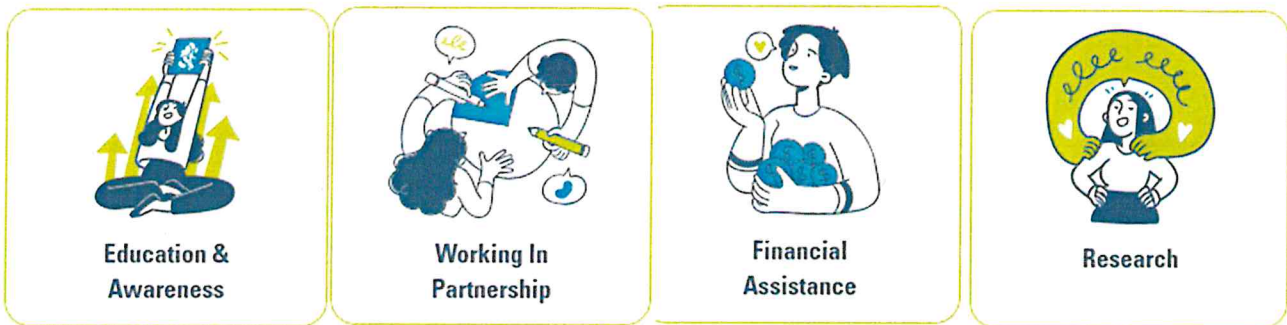 Education &
Awareness
Working In
Partnership
Financial
Assistance
Research